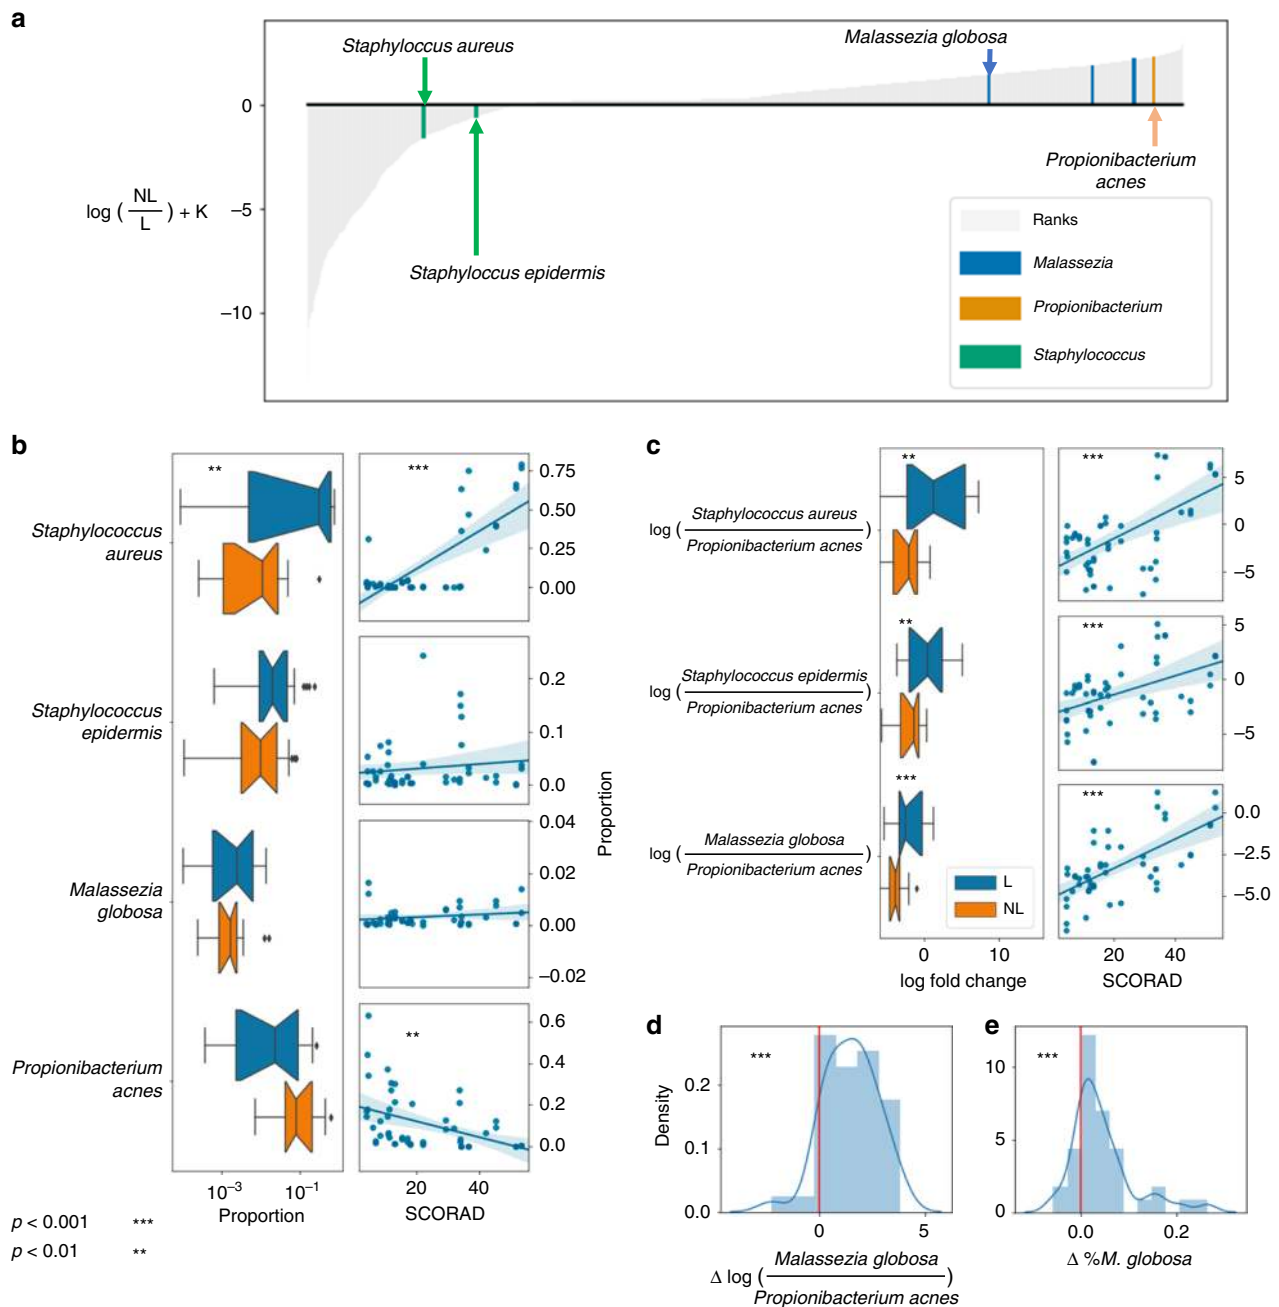 a
Staphyloccus aureus
Malassezia globosa
0
Propionibacterium
acnes
log ( NL / L ) + K
−5
Staphyloccus epidermis
−10
Ranks
Malassezia
Propionibacterium
Staphylococcus
b
**
***
0.75
0.50
0.25
0.00
Staphylococcus
aureus
0.2
0.1
0.0
Staphylococcus
epidermis
Proportion
0.04
0.02
0.00
−0.02
Malassezia
globosa
**
0.6
0.4
0.2
0.0
Propionibacterium
acnes
10−3
10−1
Proportion
20
40
SCORAD
p < 0.001 ***
p < 0.01 **
c
**
***
5
0
−5
log ( Staphylococcus aureus / Propionibacterium acnes )
**
***
5
0
−5
log ( Staphylococcus epidermis / Propionibacterium acnes )
***
***
0.0
−2.5
−5.0
log ( Malassezia globosa / Propionibacterium acnes )
L
NL
0
10
log fold change
20
40
SCORAD
d
***
Density
0.2
0.1
0.0
0
5
Δ log ( Malassezia globosa / Propionibacterium acnes )
e
***
10
5
0
0.0
0.2
Δ %M. globosa